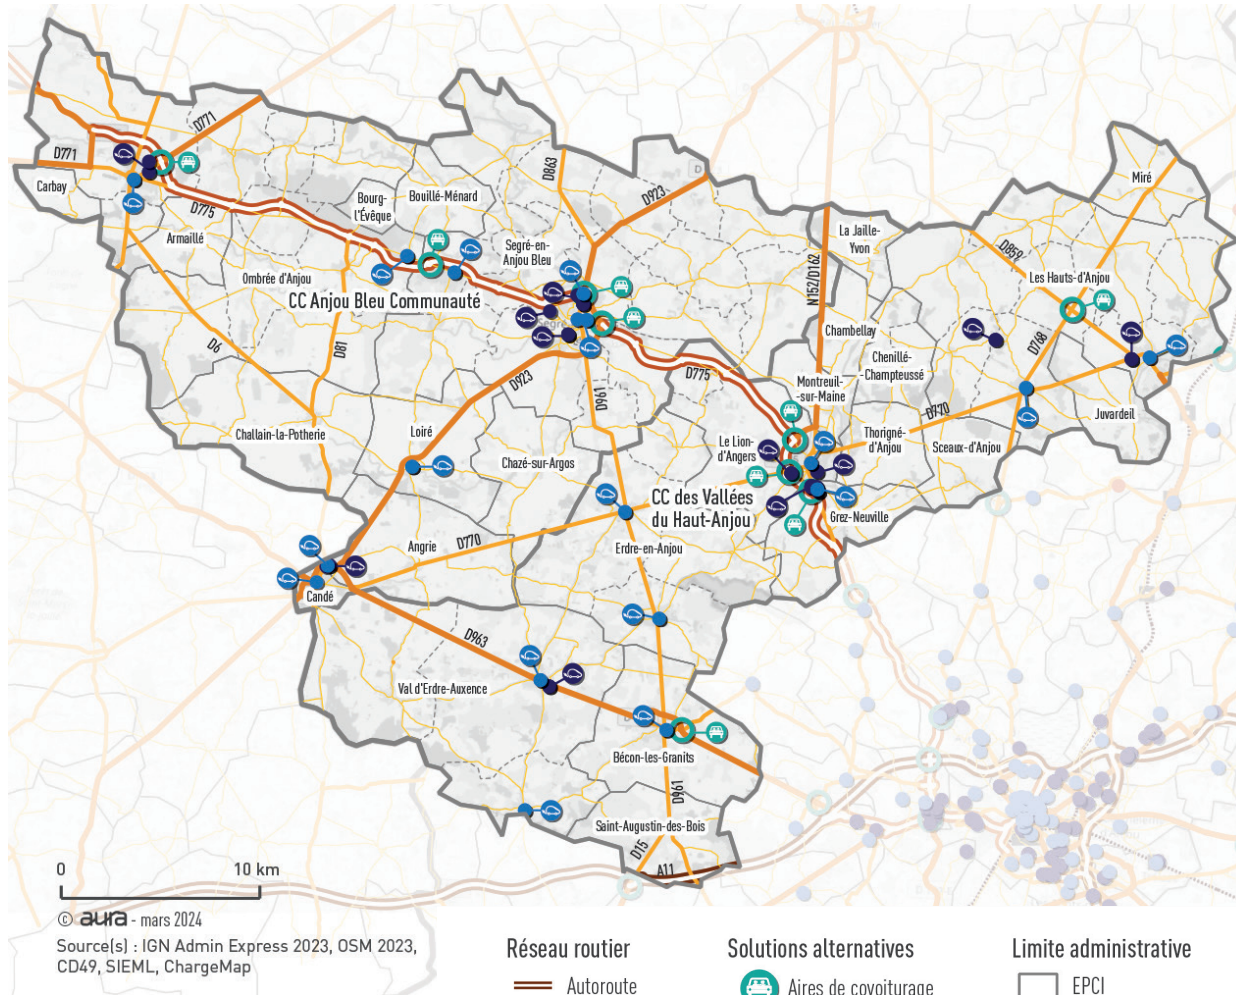 D771
D771
Carbay
D775
Armaillé
Bourg-
l'Évêque
Bouillé-Ménard
D863
D923
Segré-en-
Anjou Bleu
Ombrée d'Anjou
CC Anjou Bleu Communauté
Segré
D6
D81
D923
D961
D775
Challain-la-Potherie
Loiré
Chazé-sur-Argos
Angrie
D770
Candé
D963
Val d'Erdre-Auxence
Erdre-en-Anjou
Bécon-les-Granits
D961
Saint-Augustin-des-Bois
D15
A11
Miré
La Jaille-
Yvon
N152/D162
D859
Les Hauts-d'Anjou
Chambellay
Chenillé-
-Champteussé
D768
Montreuil-
-sur-Maine
D770
Juvardeil
Thorigné-
d'Anjou
Sceaux-d'Anjou
Le Lion-
d'Angers
CC des Vallées
du Haut-Anjou
Grez-Neuville
0 10 km
© aura - mars 2024
Source(s) : IGN Admin Express 2023, OSM 2023,
CD49, SIEML, ChargeMap
Réseau routier
Autoroute
Solutions alternatives
Aires de covoiturage
Limite administrative
EPCI